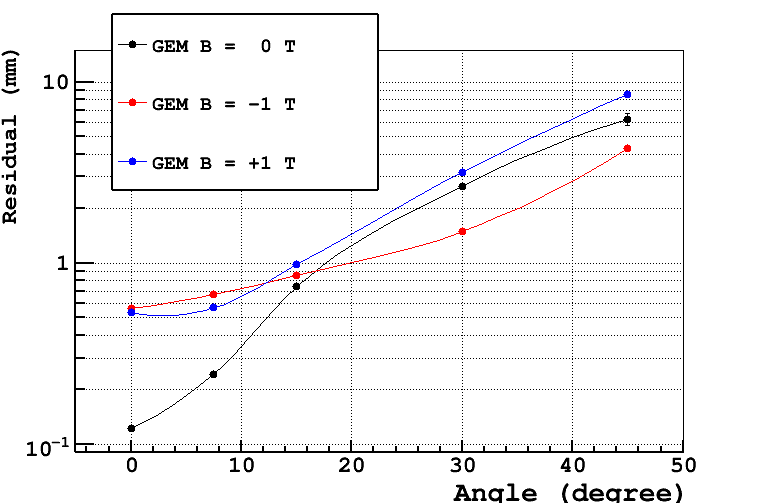 GEM B = 0 T
GEM B = -1 T
GEM B = +1 T
Residual (mm)
10
1
10⁻¹
0 10 20 30 40 50
Angle (degree)